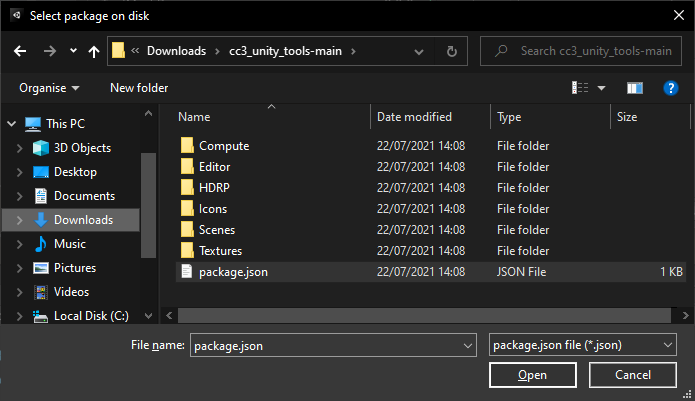 Select package on disk
« Downloads › cc3_unity_tools-main ›
Search cc3_unity_tools-main
Organise
New folder
Name
Date modified
Type
Size
This PC
3D Objects
Desktop
Documents
Downloads
Music
Pictures
Videos
Local Disk (C:)
Compute 22/07/2021 14:08 File folder
Editor 22/07/2021 14:08 File folder
HDRP 22/07/2021 14:08 File folder
Icons 22/07/2021 14:08 File folder
Scenes 22/07/2021 14:08 File folder
Textures 22/07/2021 14:08 File folder
package.json 22/07/2021 14:08 JSON File 1 KB
File name: package.json
package.json file (*.json)
Open
Cancel